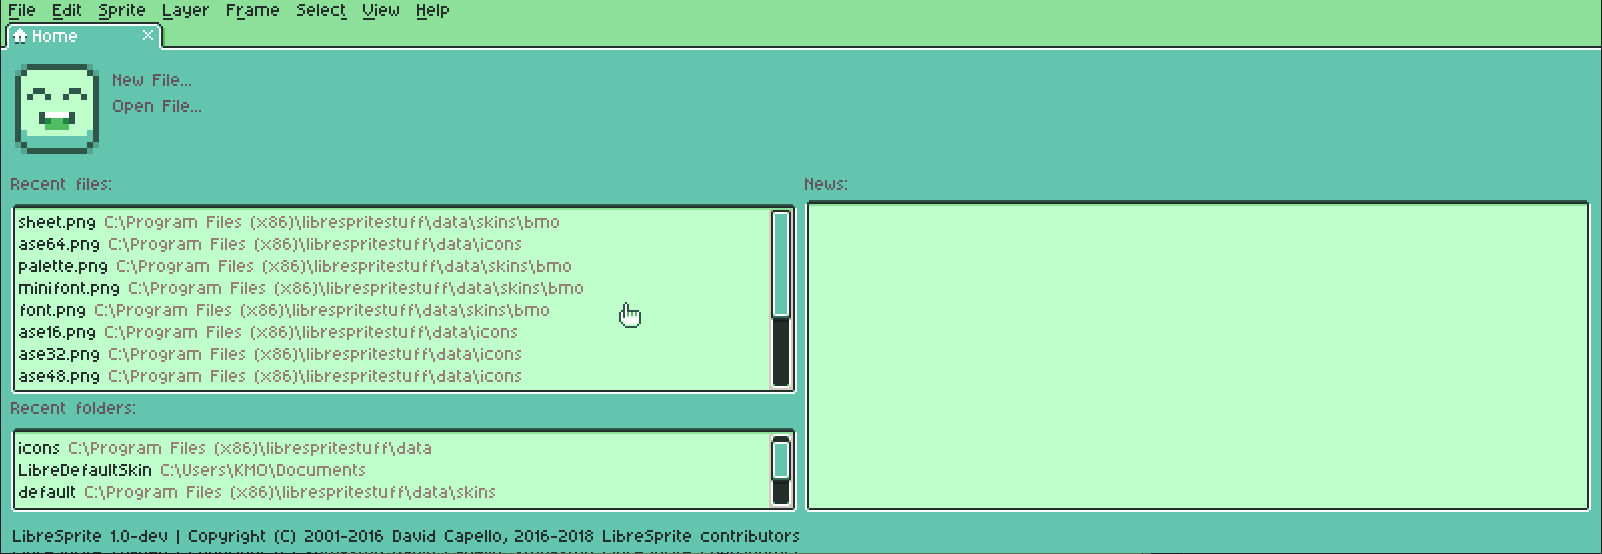 File Edit Sprite Layer Frame Select View Help
Home
New File...
Open File...
Recent files:
sheet.png C:\Program Files (x86)\librespritestuff\data\skins\bmo
ase64.png C:\Program Files (x86)\librespritestuff\data\icons
palette.png C:\Program Files (x86)\librespritestuff\data\skins\bmo
minifont.png C:\Program Files (x86)\librespritestuff\data\skins\bmo
font.png C:\Program Files (x86)\librespritestuff\data\skins\bmo
ase16.png C:\Program Files (x86)\librespritestuff\data\icons
ase32.png C:\Program Files (x86)\librespritestuff\data\icons
ase48.png C:\Program Files (x86)\librespritestuff\data\icons
Recent folders:
icons C:\Program Files (x86)\librespritestuff\data
LibreDefaultSkin C:\Users\KMO\Documents
default C:\Program Files (x86)\librespritestuff\data\skins
News:
LibreSprite 1.0-dev | Copyright (C) 2001-2016 David Capello, 2016-2018 LibreSprite contributors